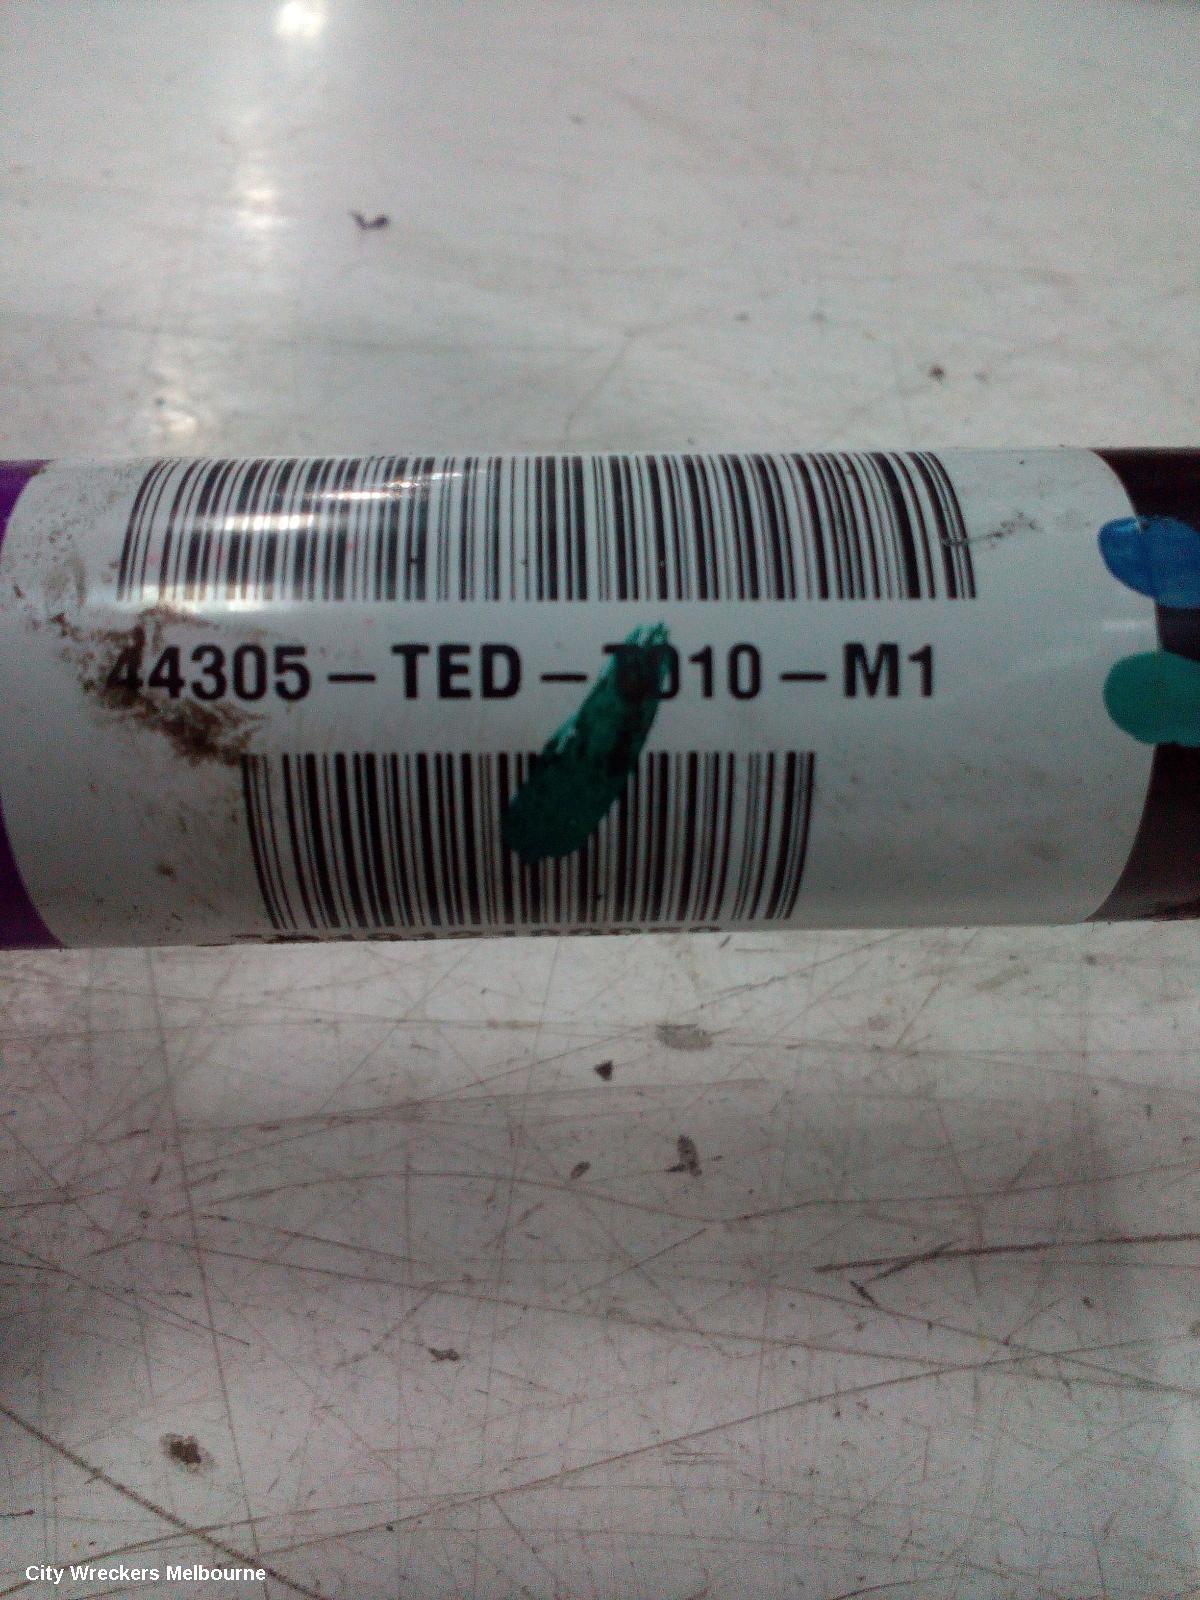 44305-TED-T010-M1
City Wreckers Melbourne